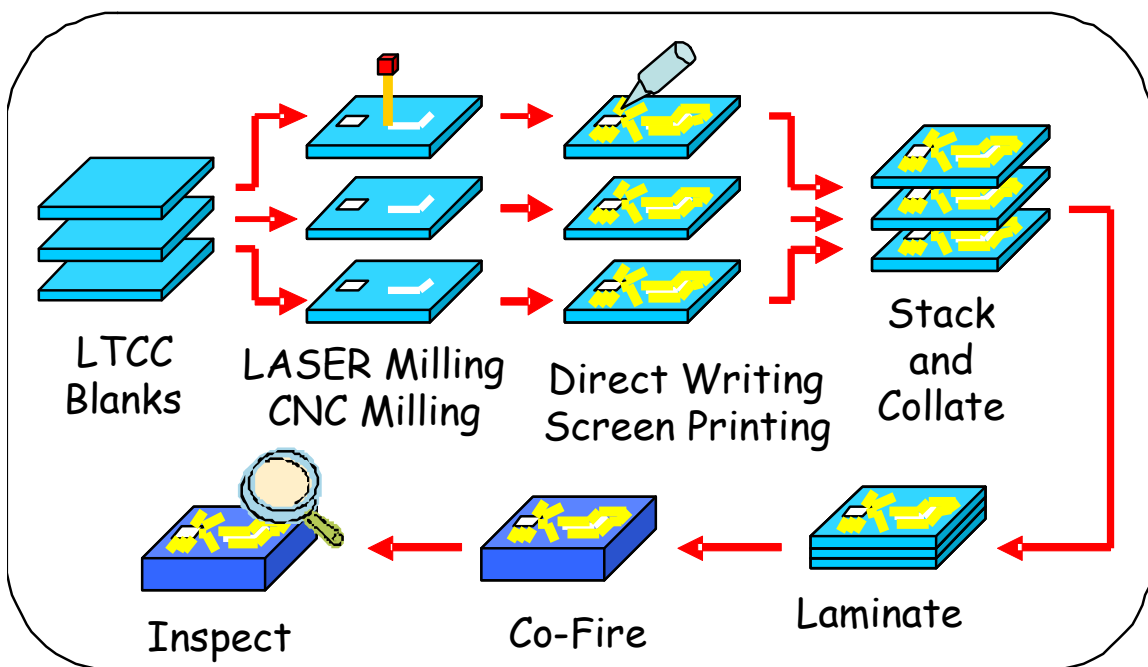 LTCC
Blanks
LASER Milling
CNC Milling
Direct Writing
Screen Printing
Stack
and
Collate
Laminate
Co-Fire
Inspect